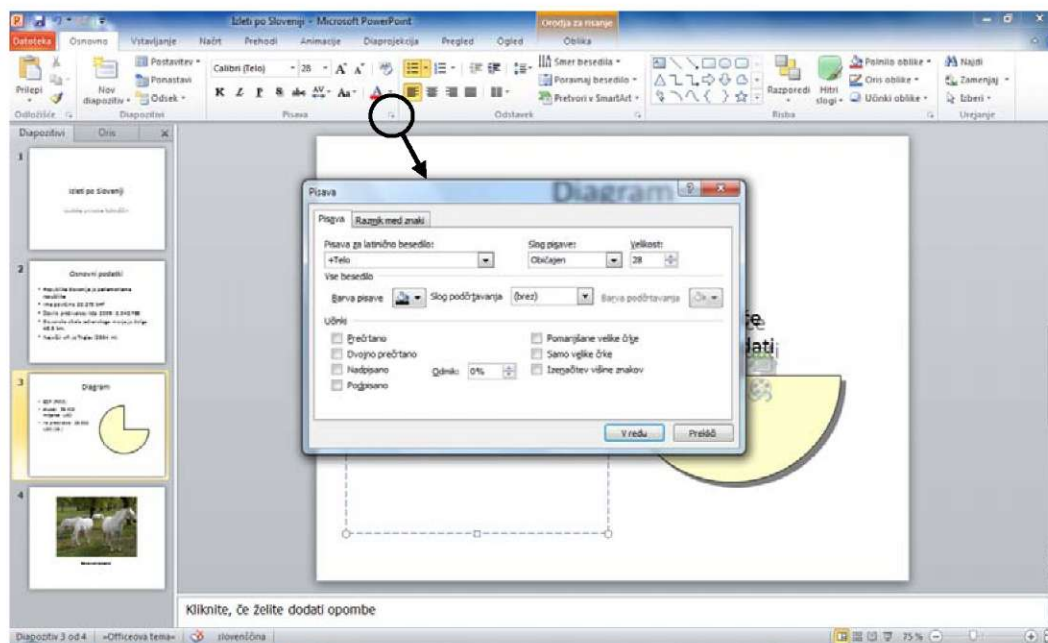 Izleti po Sloveniji - Microsoft PowerPoint
Orodja za risanje
Datoteka Osnovno Vstavljanje Načrt Prehodi Animacije Diaprojekcija Pregled Ogled Oblika
Prilepi
Nov diapozitiv
Postavitev
Ponastavi
Odsek
Calibri (Telo) 28
Smer besedila
Poravnaj besedilo
Pretvori v SmartArt
Razporedi
Hitri slogi
Polnilo oblike
Oris oblike
Učinki oblike
Najdi
Zamenjaj
Izberi
Odložišče Diapozitivi Pisava Odstavek Risba Urejanje
Diapozitivi Oris
1
Izleti po Sloveniji
2
Osnovni podatki
3
Diagram
4
Diagram
Pisava
Pisava Razmik med znaki
Pisava za latinično besedilo: Slog pisave: Velikost:
+Telo Običajen 28
Vse besedilo
Barva pisave Slog podčrtavanja (brez) Barva podčrtavanja
Učinki
Prečrtano
Dvojno prečrtano
Nadpisano Odmik: 0%
Podpisano
Pomanjšane velike črke
Samo velike črke
Izenačitev višine znakov
V redu Prekliči
Kliknite, če želite dodati opombe
Diapozitiv 3 od 4 »Officeova tema« slovenščina 75%